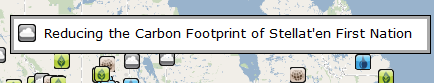 Reducing the Carbon Footprint of Stellat'en First Nation